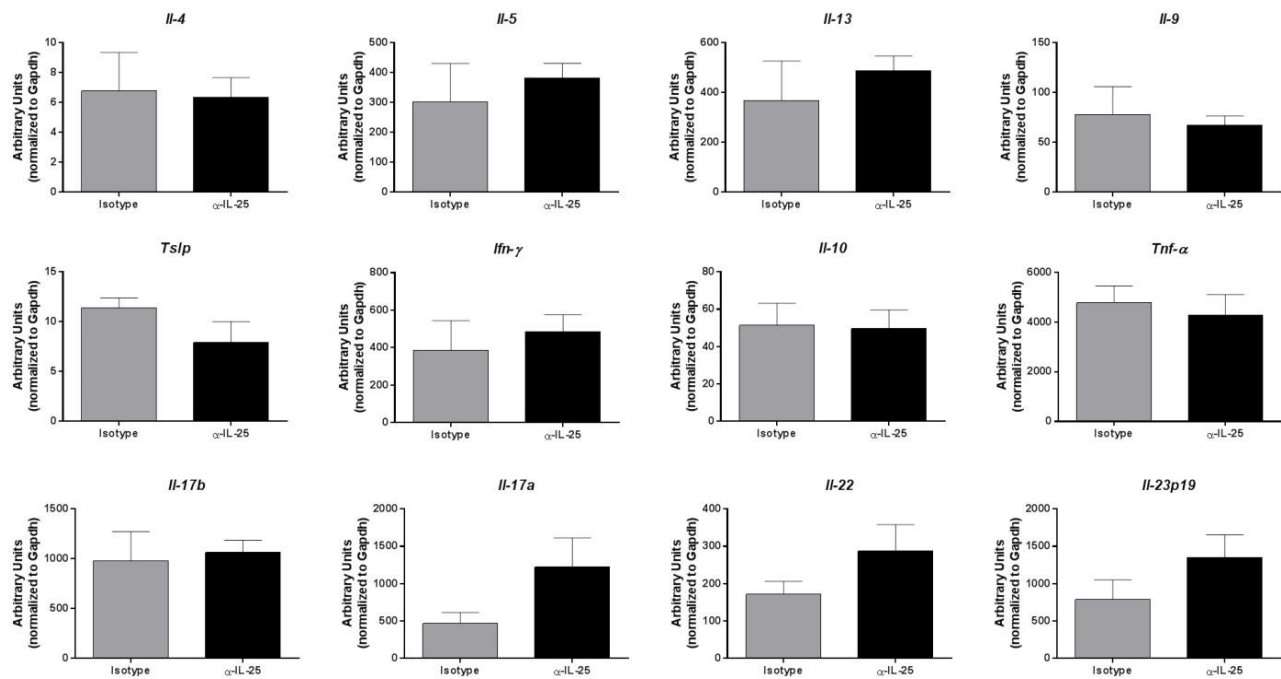 Il-4
Arbitrary Units
(normalized to Gapdh)
10
8
6
4
2
0
Isotype
α-IL-25
Il-5
Arbitrary Units
(normalized to Gapdh)
500
400
300
200
100
0
Isotype
α-IL-25
Il-13
Arbitrary Units
(normalized to Gapdh)
600
400
200
0
Isotype
α-IL-25
Il-9
Arbitrary Units
(normalized to Gapdh)
150
100
50
0
Isotype
α-IL-25
Tslp
Arbitrary Units
(normalized to Gapdh)
15
10
5
0
Isotype
α-IL-25
Ifn-γ
Arbitrary Units
(normalized to Gapdh)
800
600
400
200
0
Isotype
α-IL-25
Il-10
Arbitrary Units
(normalized to Gapdh)
80
60
40
20
0
Isotype
α-IL-25
Tnf-α
Arbitrary Units
(normalized to Gapdh)
6000
4000
2000
0
Isotype
α-IL-25
Il-17b
Arbitrary Units
(normalized to Gapdh)
1500
1000
500
0
Isotype
α-IL-25
Il-17a
Arbitrary Units
(normalized to Gapdh)
2000
1500
1000
500
0
Isotype
α-IL-25
Il-22
Arbitrary Units
(normalized to Gapdh)
400
300
200
100
0
Isotype
α-IL-25
Il-23p19
Arbitrary Units
(normalized to Gapdh)
2000
1500
1000
500
0
Isotype
α-IL-25